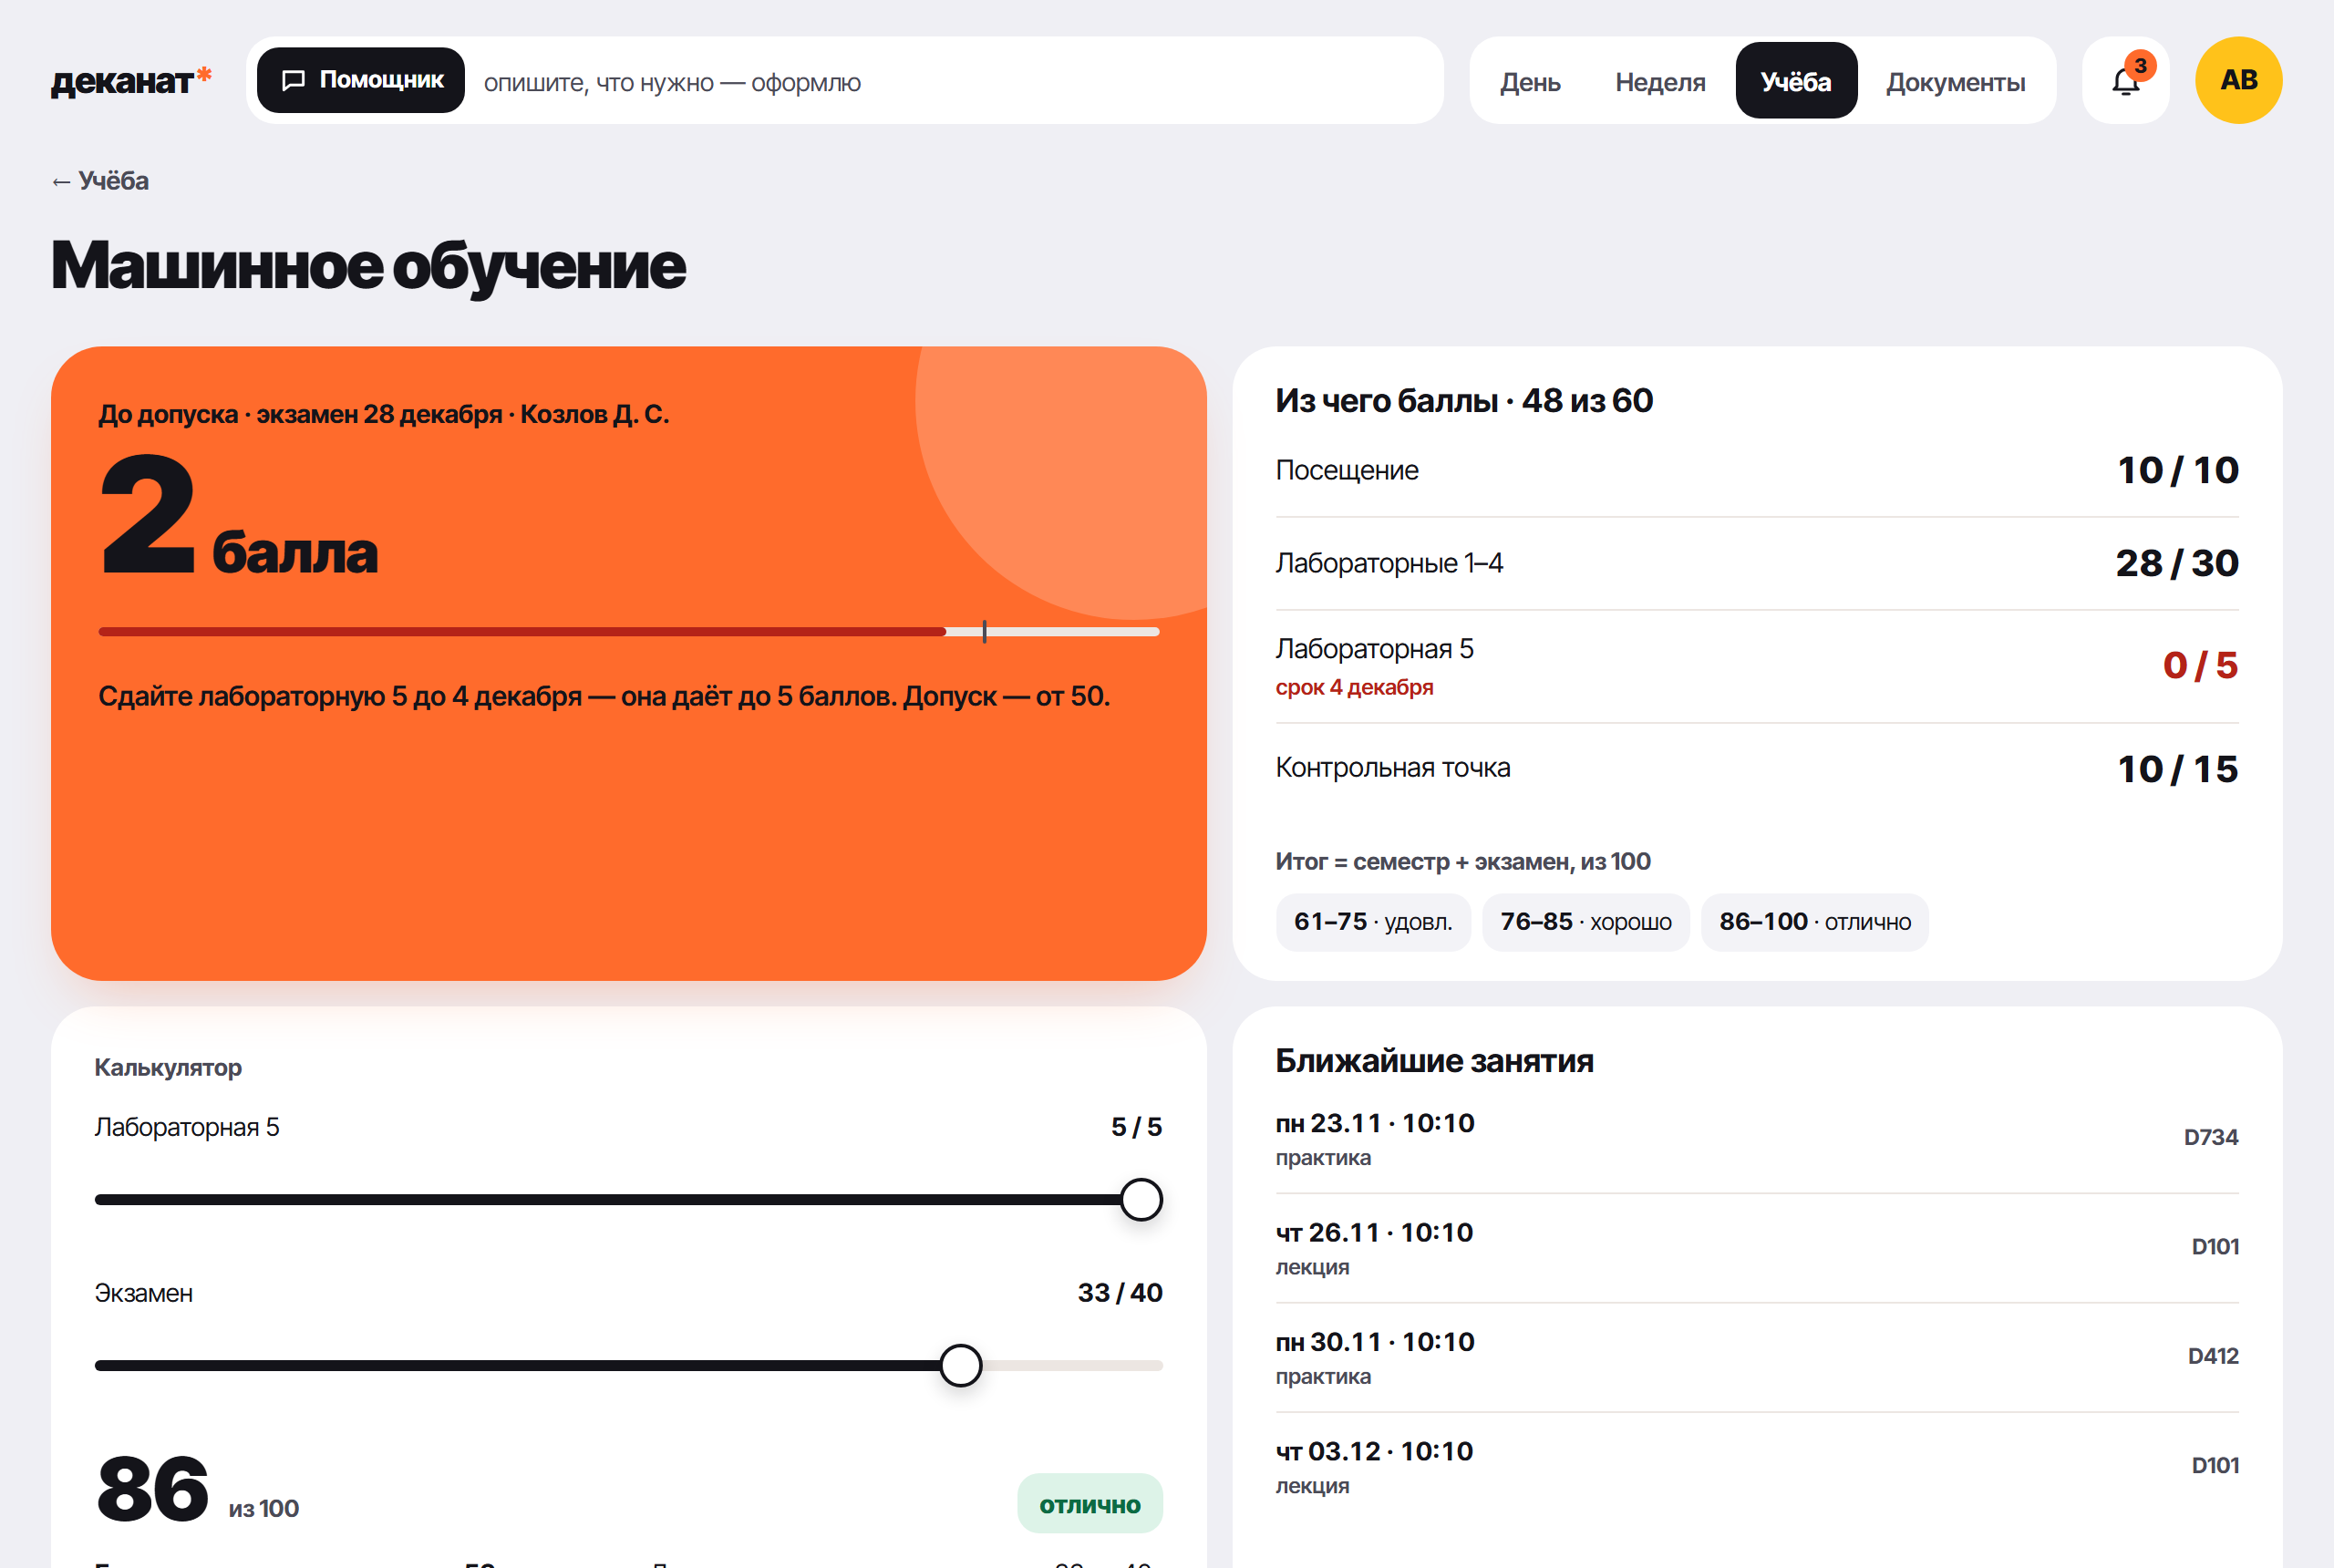 деканат*
Помощник
опишите, что нужно — оформлю
День
Неделя
Учёба
Документы
3
АВ
← Учёба
Машинное обучение
До допуска · экзамен 28 декабря · Козлов Д. С.
2 балла
Сдайте лабораторную 5 до 4 декабря — она даёт до 5 баллов. Допуск — от 50.
Из чего баллы · 48 из 60
Посещение
10 / 10
Лабораторные 1–4
28 / 30
Лабораторная 5
срок 4 декабря
0 / 5
Контрольная точка
10 / 15
Итог = семестр + экзамен, из 100
61–75 · удовл.
76–85 · хорошо
86–100 · отлично
Калькулятор
Лабораторная 5
5 / 5
Экзамен
33 / 40
86 из 100
отлично
Ближайшие занятия
пн 23.11 · 10:10
практика
D734
чт 26.11 · 10:10
лекция
D101
пн 30.11 · 10:10
практика
D412
чт 03.12 · 10:10
лекция
D101